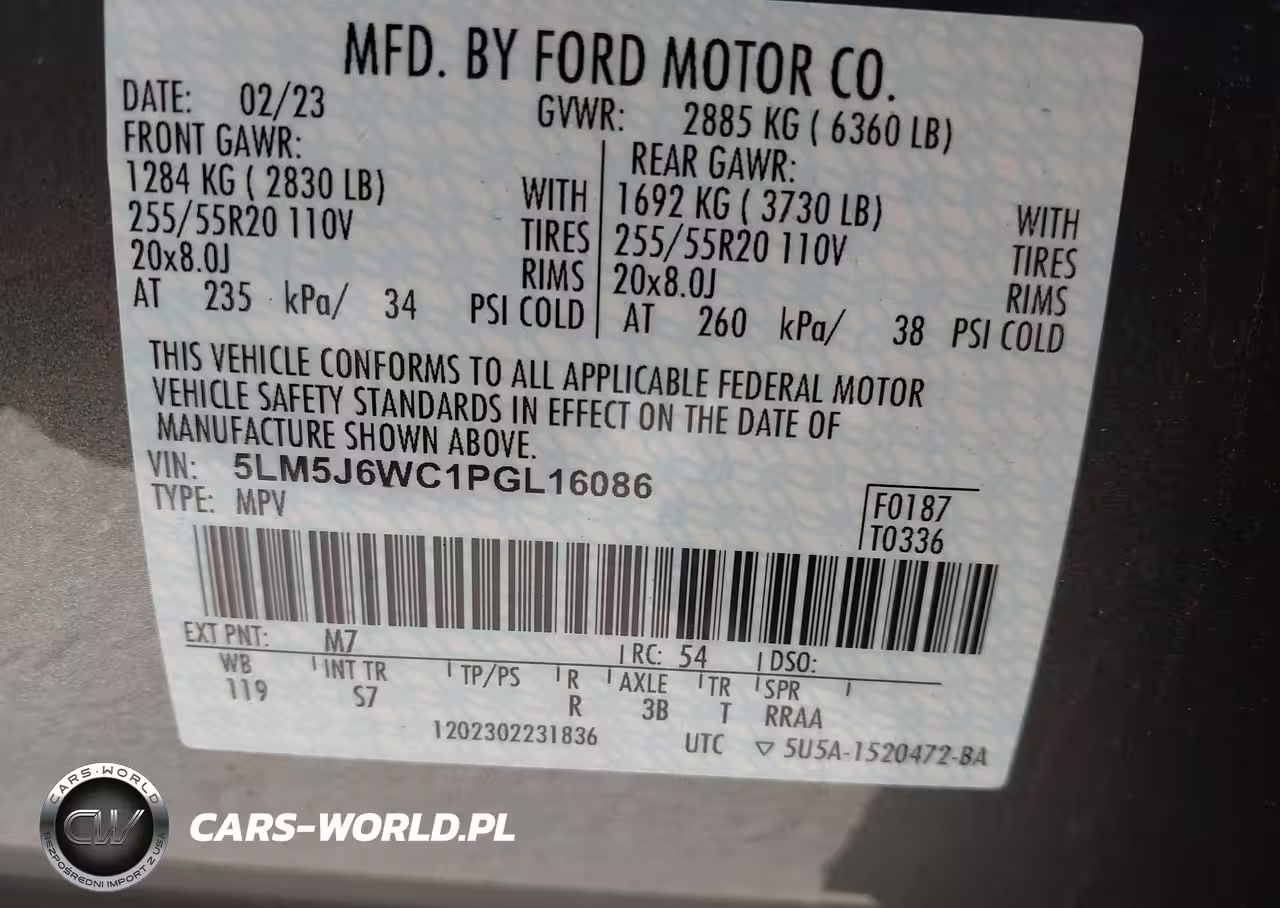 MFD. BY FORD MOTOR CO.
DATE: 02/23 GVWR: 2885 KG ( 6360 LB)
FRONT GAWR: REAR GAWR:
1284 KG ( 2830 LB) WITH 1692 KG ( 3730 LB) WITH
255/55R20 110V TIRES 255/55R20 110V TIRES
20x8.0J RIMS 20x8.0J RIMS
AT 235 kPa/ 34 PSI COLD AT 260 kPa/ 38 PSI COLD
THIS VEHICLE CONFORMS TO ALL APPLICABLE FEDERAL MOTOR
VEHICLE SAFETY STANDARDS IN EFFECT ON THE DATE OF
MANUFACTURE SHOWN ABOVE.
VIN: 5LM5J6WC1PGL16086
TYPE: MPV
F0187
T0336
EXT PNT: M7 RC: 54 DSO:
WB INT TR TP/PS R AXLE TR SPR
119 S7 R 3B T RRAA
1202302231836 UTC ▽ 5U5A-1520472-BA
CARS-WORLD
CW
BEZPOŚREDNI IMPORT Z USA
CARS-WORLD.PL